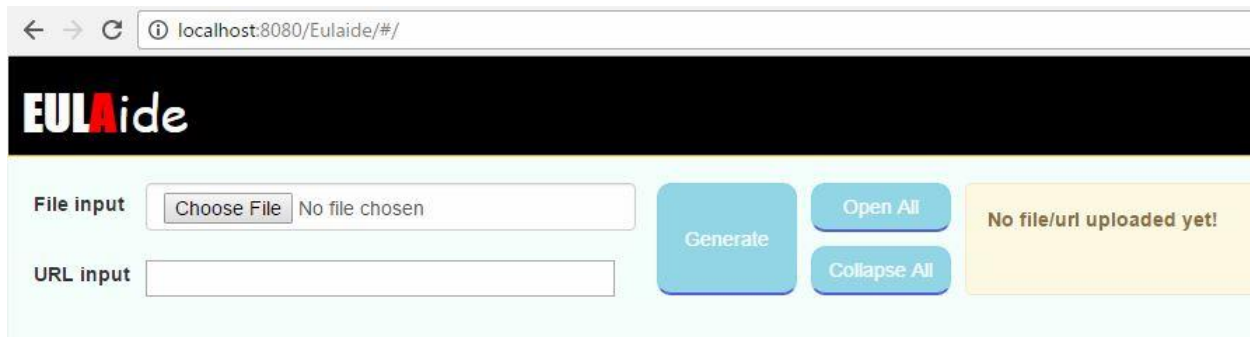 localhost:8080/Eulaide/#/
EULAide
File input
Choose File No file chosen
URL input
Generate
Open All
Collapse All
No file/url uploaded yet!